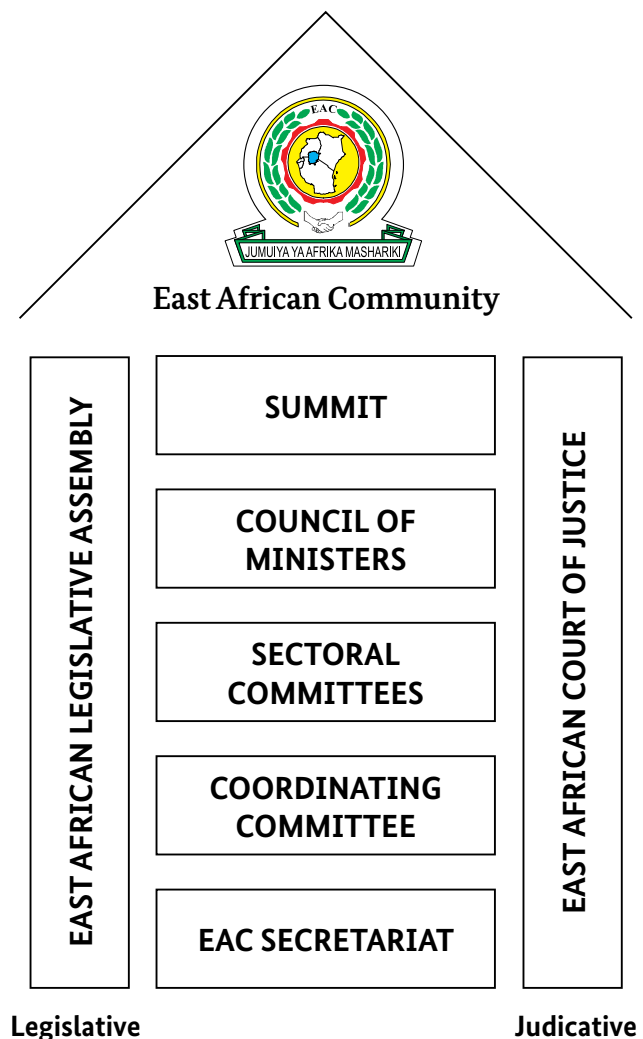 EAC
JUMUIYA YA AFRIKA MASHARIKI
East African Community
EAST AFRICAN LEGISLATIVE ASSEMBLY
SUMMIT
COUNCIL OF
MINISTERS
SECTORAL
COMMITTEES
COORDINATING
COMMITTEE
EAC SECRETARIAT
EAST AFRICAN COURT OF JUSTICE
Legislative
Judicative